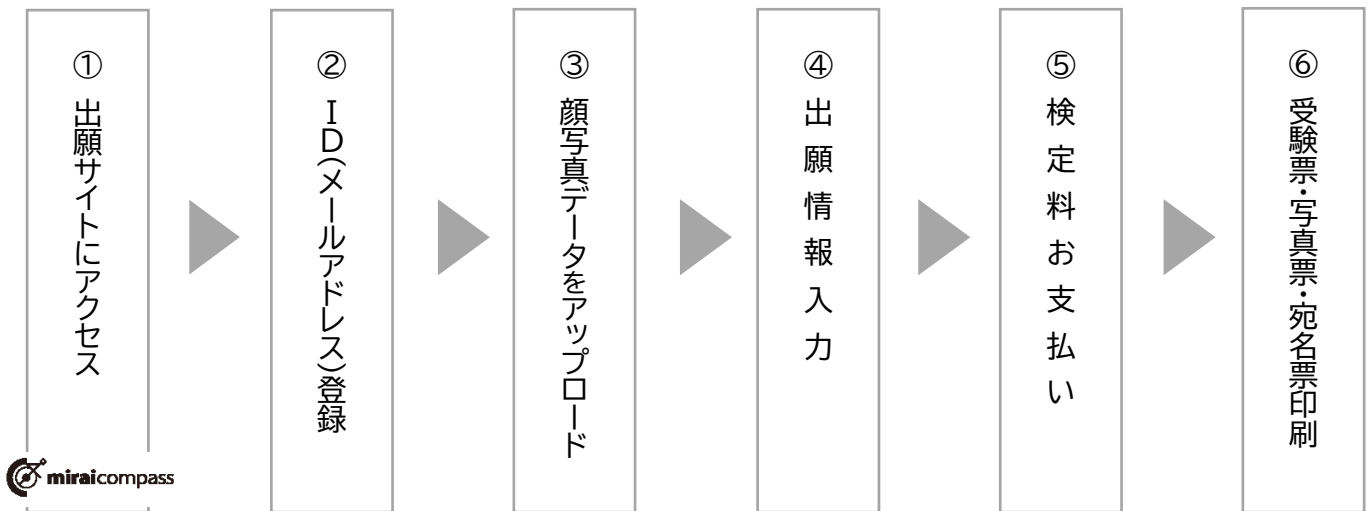 ① 出願サイトにアクセス
② ID(メールアドレス)登録
③ 顔写真データをアップロード
④ 出願情報入力
⑤ 検定料お支払い
⑥ 受験票・写真票・宛名票印刷
miraicompass